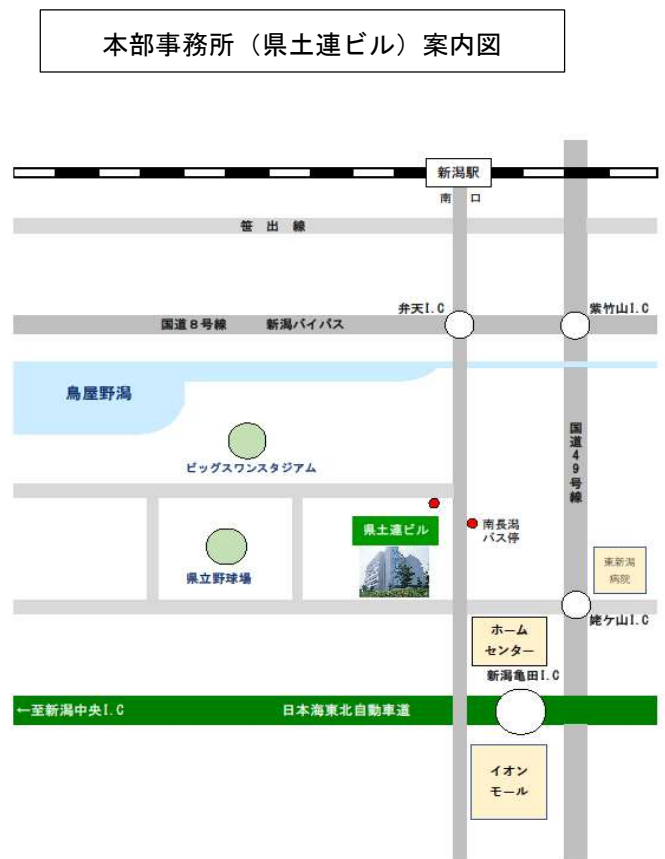 本部事務所（県土連ビル）案内図
新潟駅
南　口
笹　出　線
弁天I.C
紫竹山I.C
国道８号線　　新潟バイパス
鳥屋野潟
国道49号線
ビッグスワンスタジアム
県土連ビル
南長潟
バス停
県立野球場
東新潟
病院
姥ケ山I.C
ホーム
センター
新潟亀田I.C
←至新潟中央I.C
日本海東北自動車道
イオン
モール